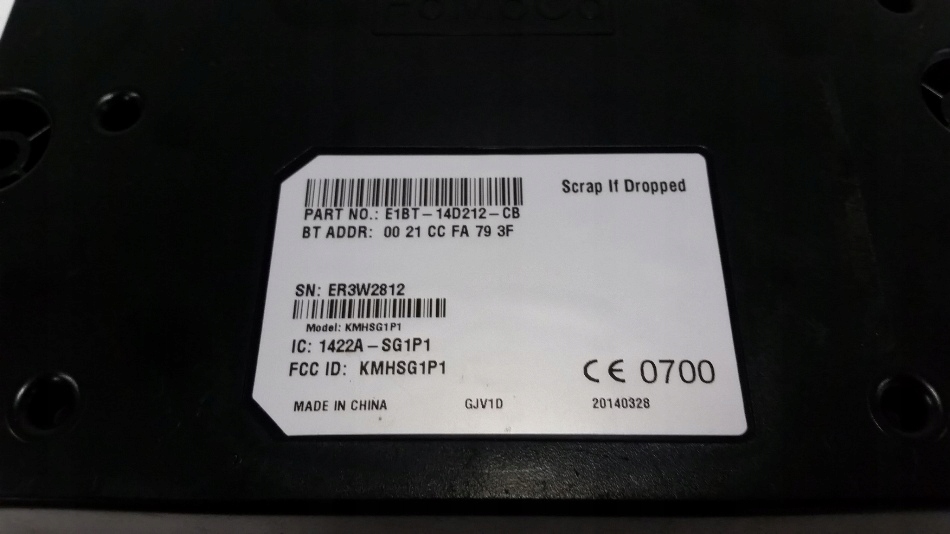 FoMoCo
Scrap If Dropped
PART NO.: E1BT-14D212-CB
BT ADDR: 00 21 CC FA 79 3F
SN: ER3W2812
Model: KMHSG1P1
IC: 1422A-SG1P1
FCC ID: KMHSG1P1
CE 0700
MADE IN CHINA GJV1D 20140328